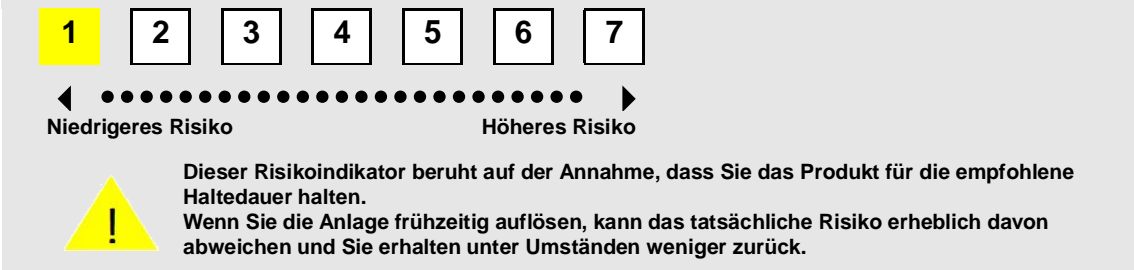 1 2 3 4 5 6 7
Niedrigeres Risiko Höheres Risiko
Dieser Risikoindikator beruht auf der Annahme, dass Sie das Produkt für die empfohlene
Haltedauer halten.
Wenn Sie die Anlage frühzeitig auflösen, kann das tatsächliche Risiko erheblich davon
abweichen und Sie erhalten unter Umständen weniger zurück.
!